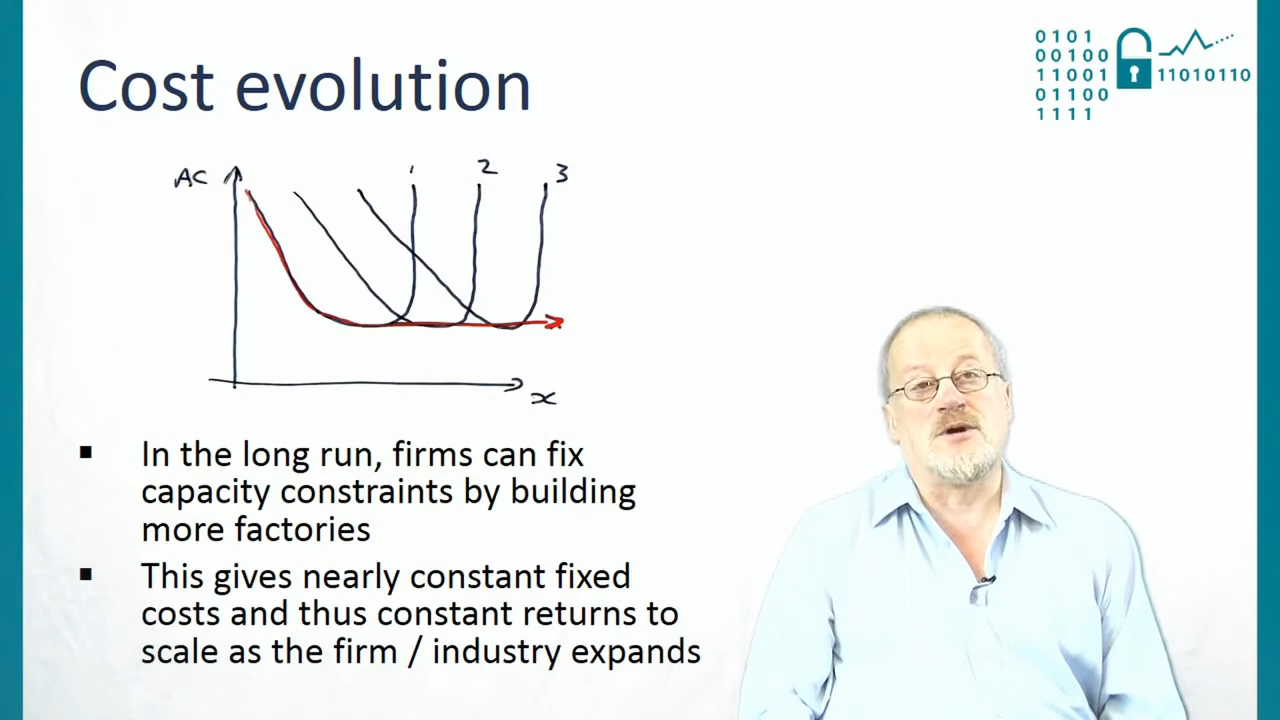 Cost evolution
0101
00100
11001
11010110
01100
1111
AC
1
2
3
x
▪ In the long run, firms can fix
capacity constraints by building
more factories
▪ This gives nearly constant fixed
costs and thus constant returns to
scale as the firm / industry expands